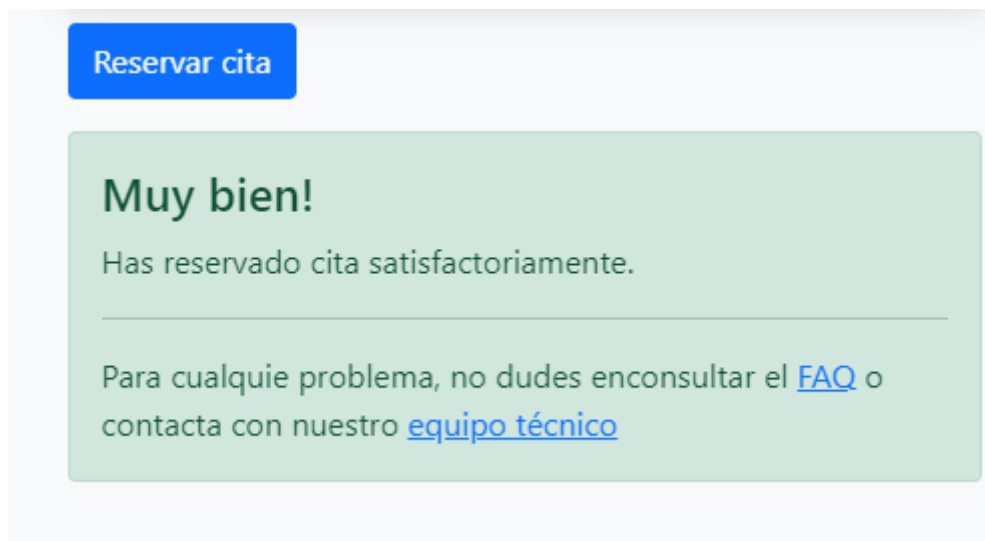 Reservar cita
Muy bien!
Has reservado cita satisfactoriamente.
Para cualquie problema, no dudes enconsultar el FAQ o
contacta con nuestro equipo técnico